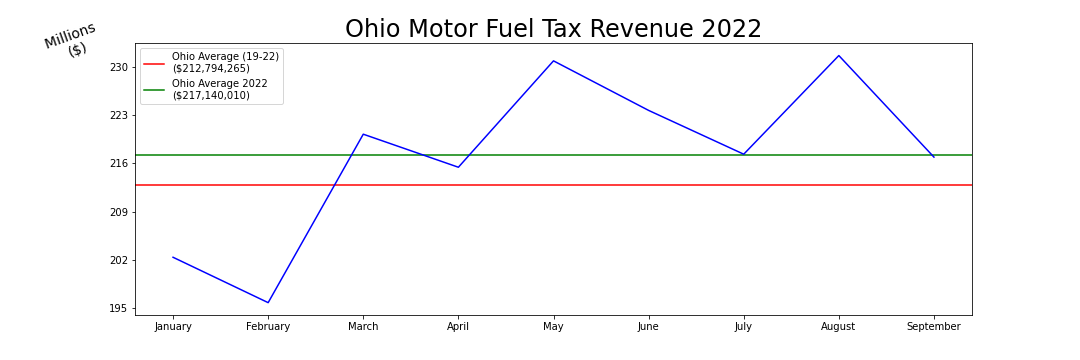 Ohio Motor Fuel Tax Revenue 2022
Millions
($)
Ohio Average (19-22)
($212,794,265)
Ohio Average 2022
($217,140,010)
230
223
216
209
202
195
January February March April May June July August September